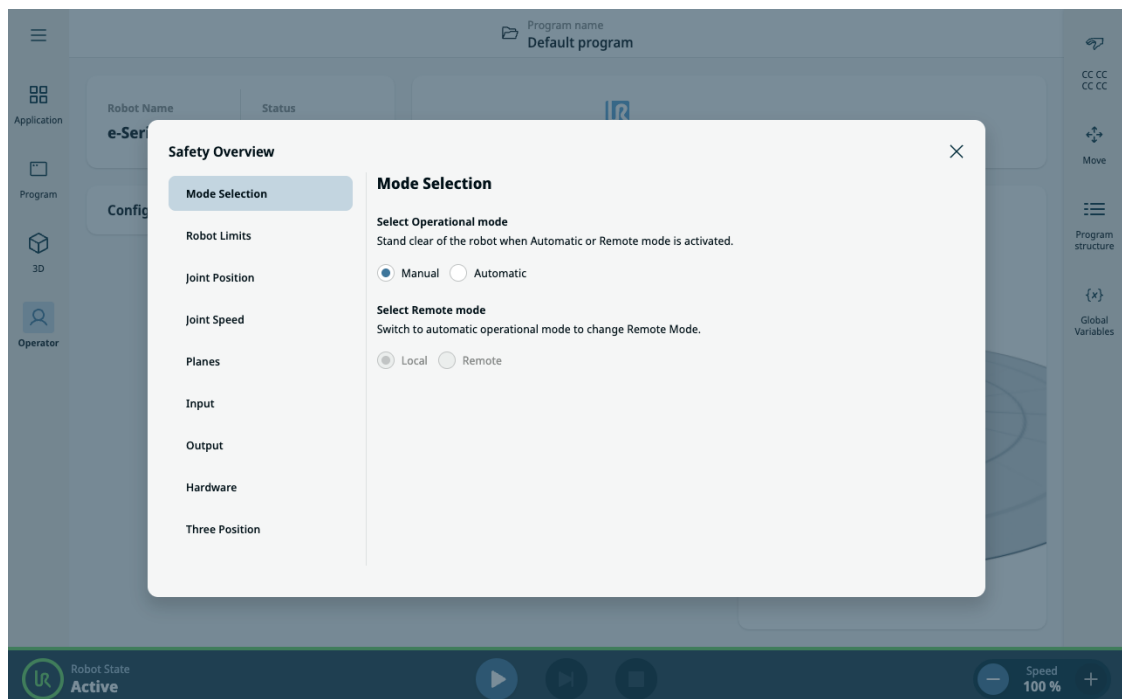 Program name
Default program
CC CC
CC CC
Application
Robot Name
Status
e-Seri
Move
Safety Overview
Program
Mode Selection
Mode Selection
Config
Robot Limits
Select Operational mode
Stand clear of the robot when Automatic or Remote mode is activated.
Program
structure
3D
Joint Position
Manual
Automatic
Joint Speed
Select Remote mode
Switch to automatic operational mode to change Remote Mode.
{x}
Global
Variables
Operator
Planes
Local
Remote
Input
Output
Hardware
Three Position
Robot State
Active
Speed
100 %